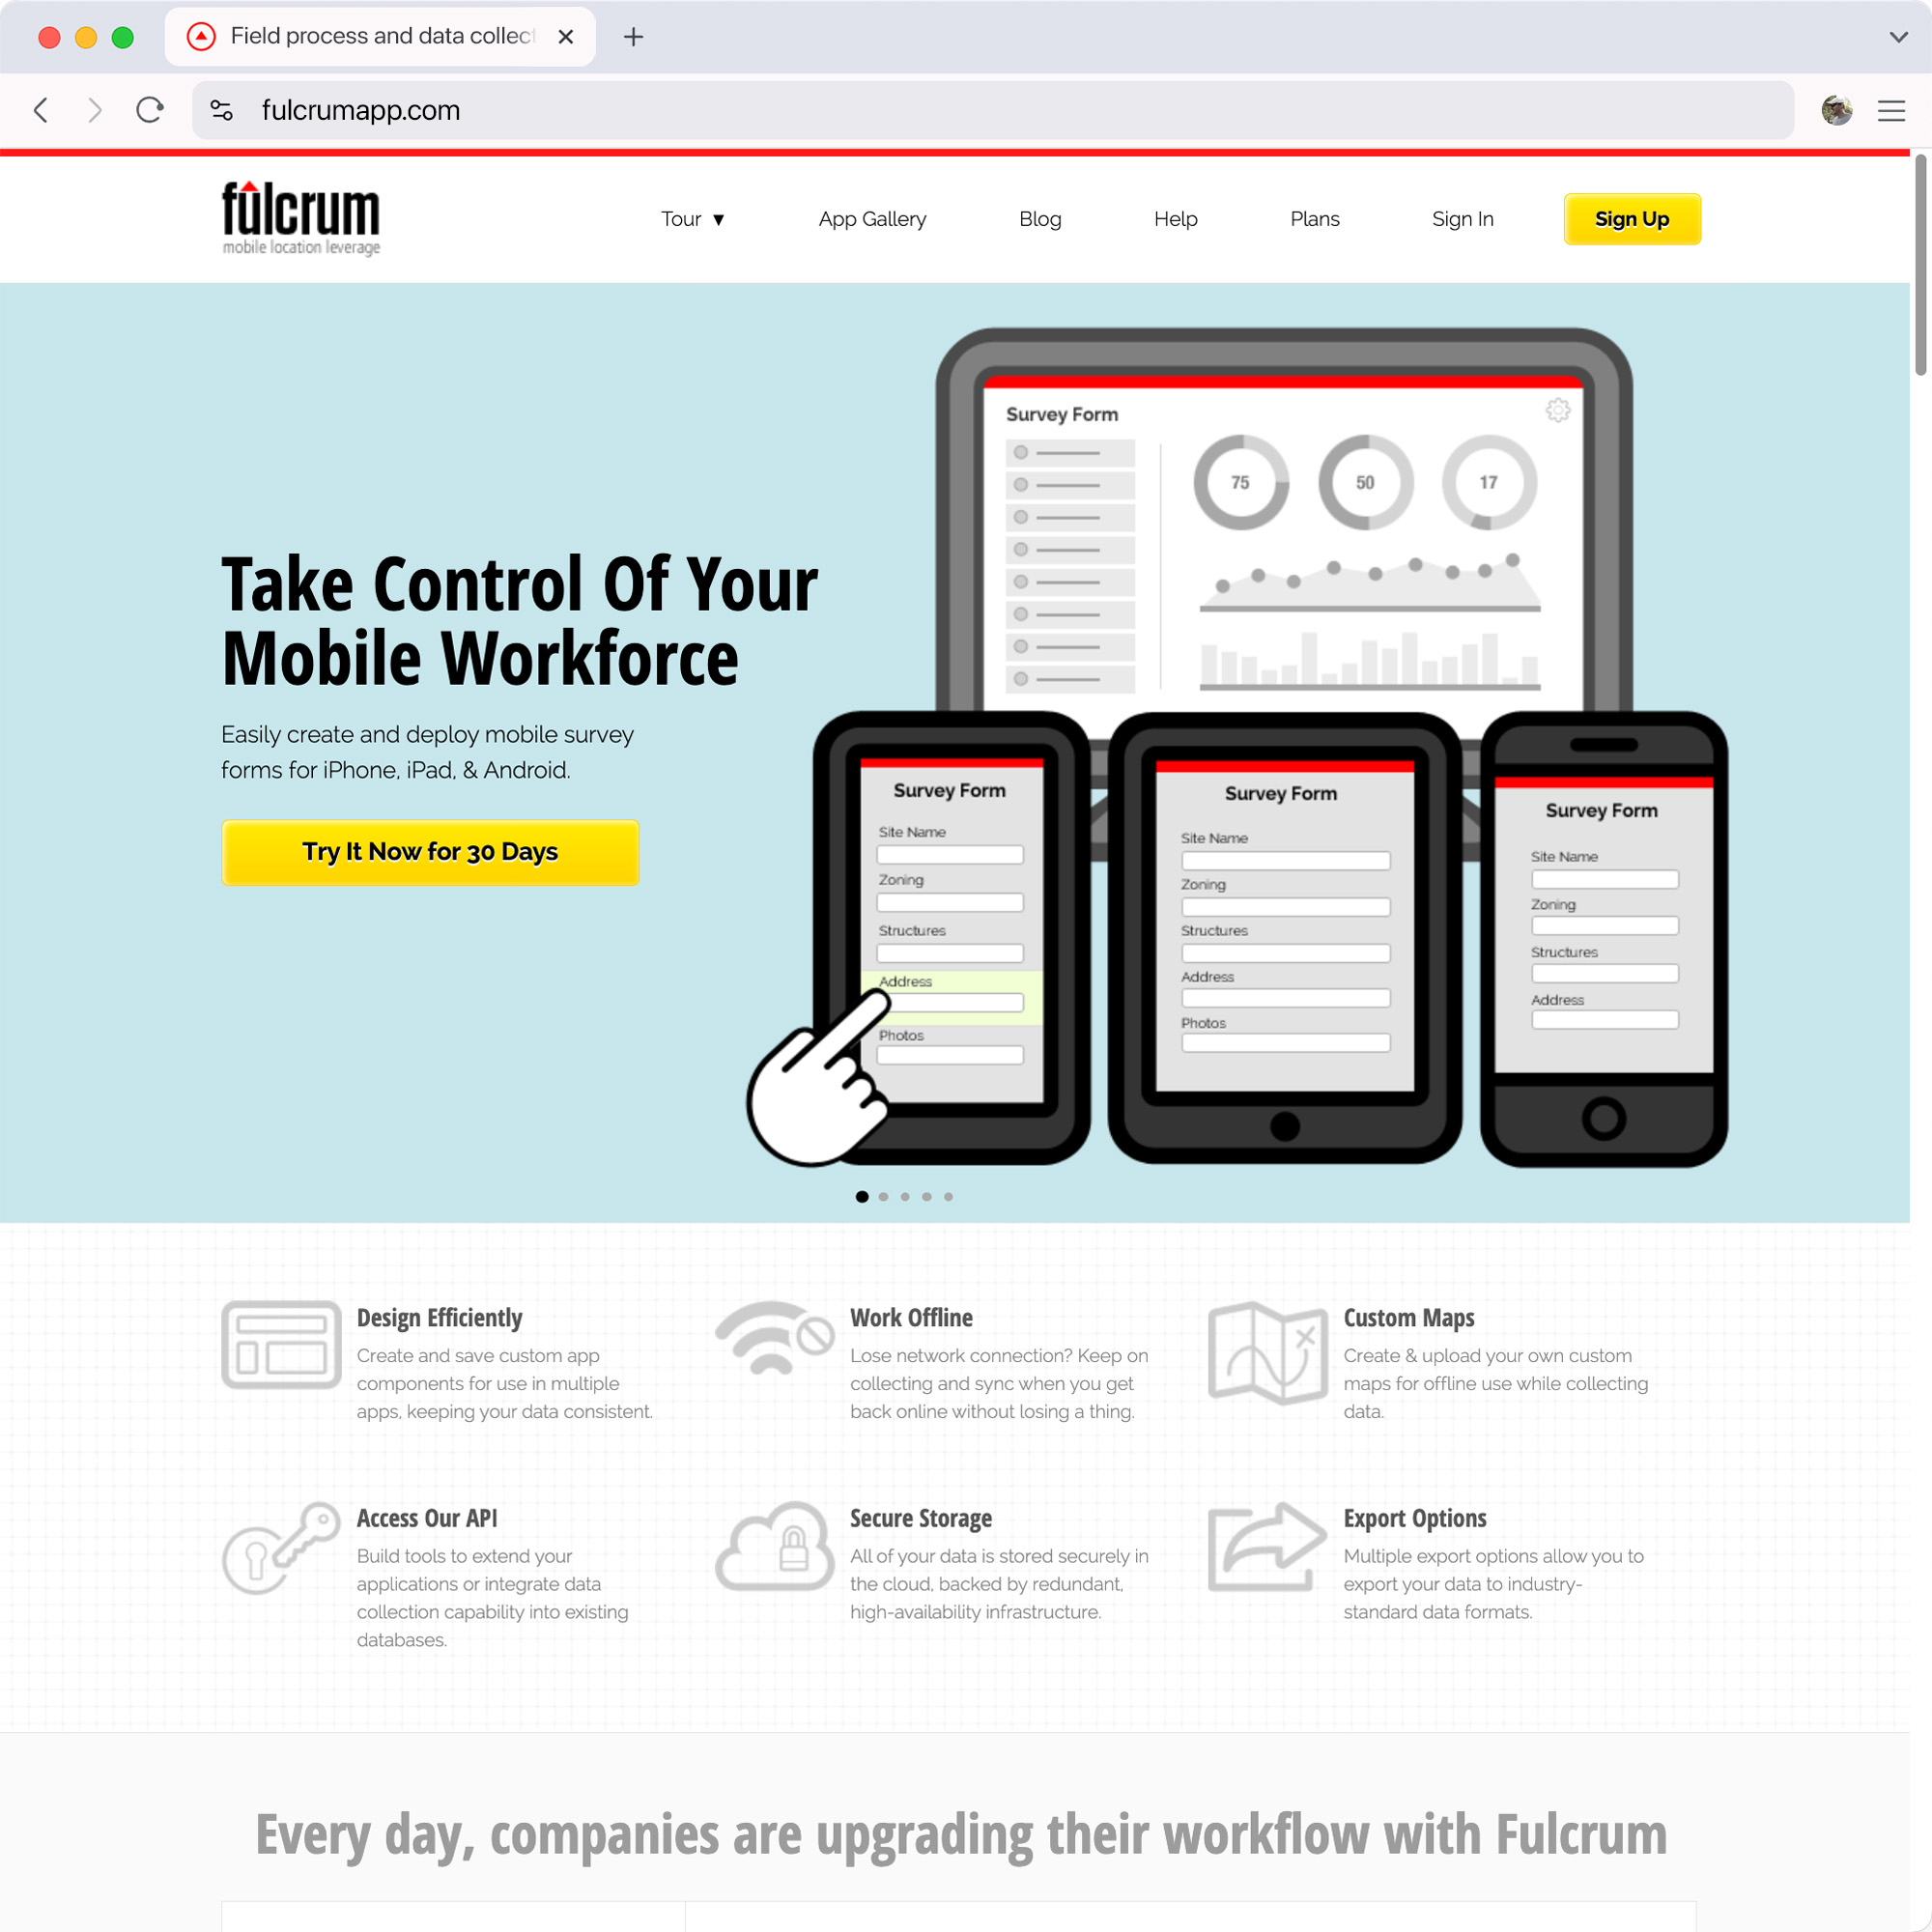 Field process and data collect
fulcrumapp.com
fulcrum
mobile location leverage
Tour ▼
App Gallery
Blog
Help
Plans
Sign In
Sign Up
Take Control Of Your
Mobile Workforce
Easily create and deploy mobile survey
forms for iPhone, iPad, & Android.
Try It Now for 30 Days
Survey Form
75
50
17
Survey Form
Site Name
Zoning
Structures
Address
Photos
Survey Form
Site Name
Zoning
Structures
Address
Photos
Survey Form
Site Name
Zoning
Structures
Address
Design Efficiently
Create and save custom app
components for use in multiple
apps, keeping your data consistent.
Work Offline
Lose network connection? Keep on
collecting and sync when you get
back online without losing a thing.
Custom Maps
Create & upload your own custom
maps for offline use while collecting
data.
Access Our API
Build tools to extend your
applications or integrate data
collection capability into existing
databases.
Secure Storage
All of your data is stored securely in
the cloud, backed by redundant,
high-availability infrastructure.
Export Options
Multiple export options allow you to
export your data to industry-
standard data formats.
Every day, companies are upgrading their workflow with Fulcrum